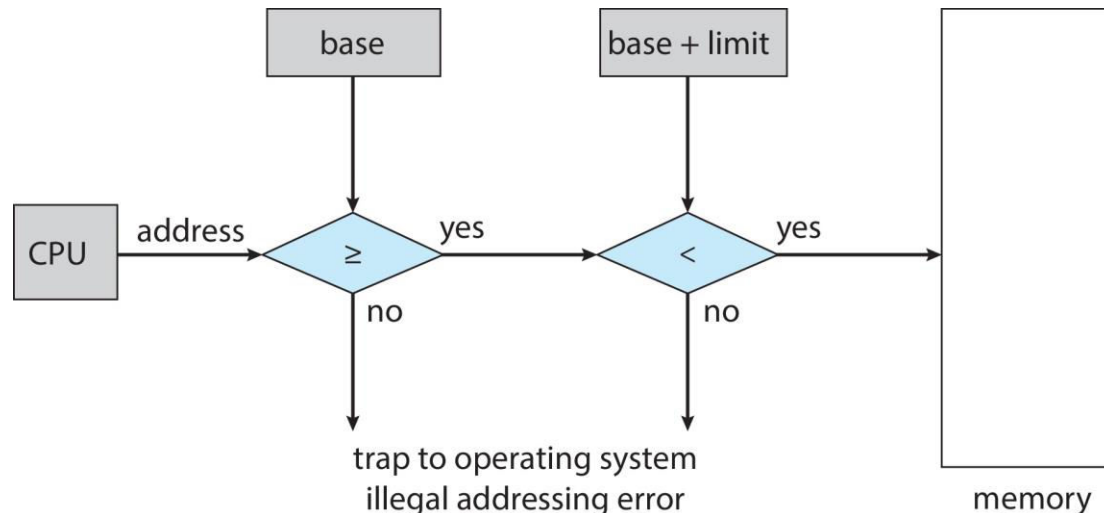 base
base + limit
CPU
address
≥
yes
<
yes
no
no
trap to operating system
illegal addressing error
memory